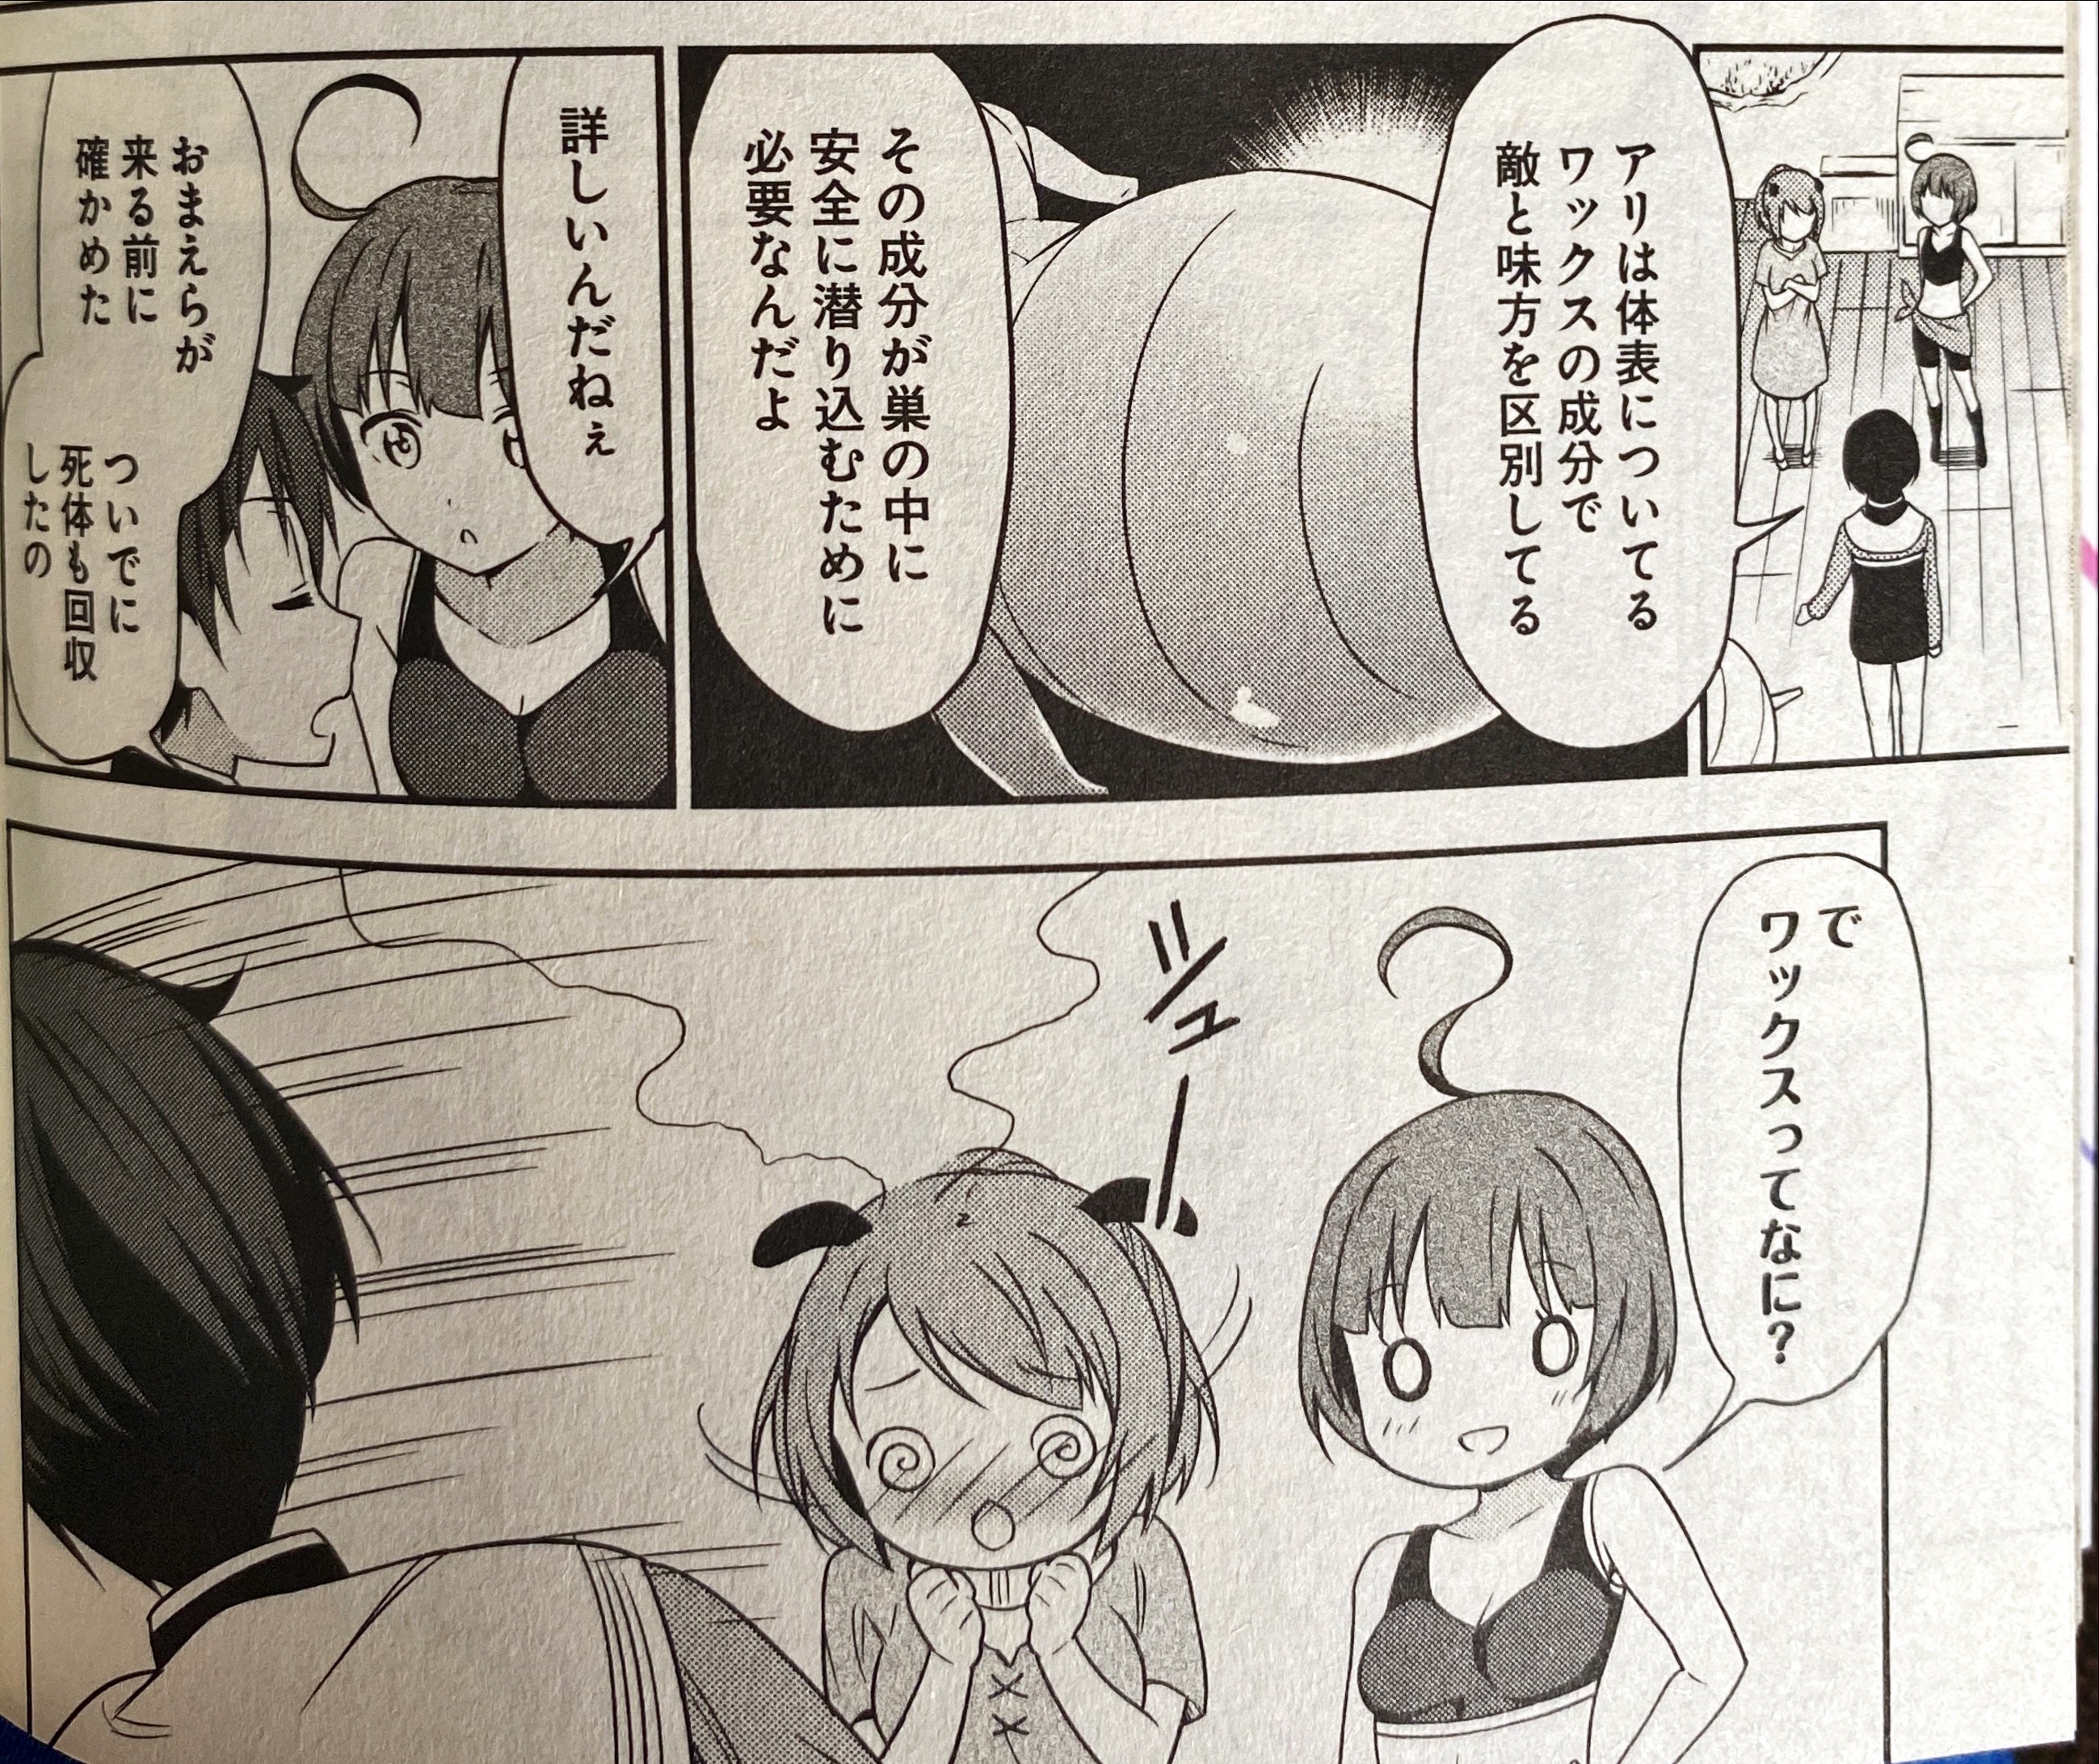 アリは体表についてる
ワックスの成分で
敵と味方を区別してる
その成分が巣の中に
安全に潜り込むために
必要なんだよ
詳しいんだねぇ
おまえらが
来る前に
確かめた
ついでに
死体も回収
したの
で
ワックスってなに?
ツュー